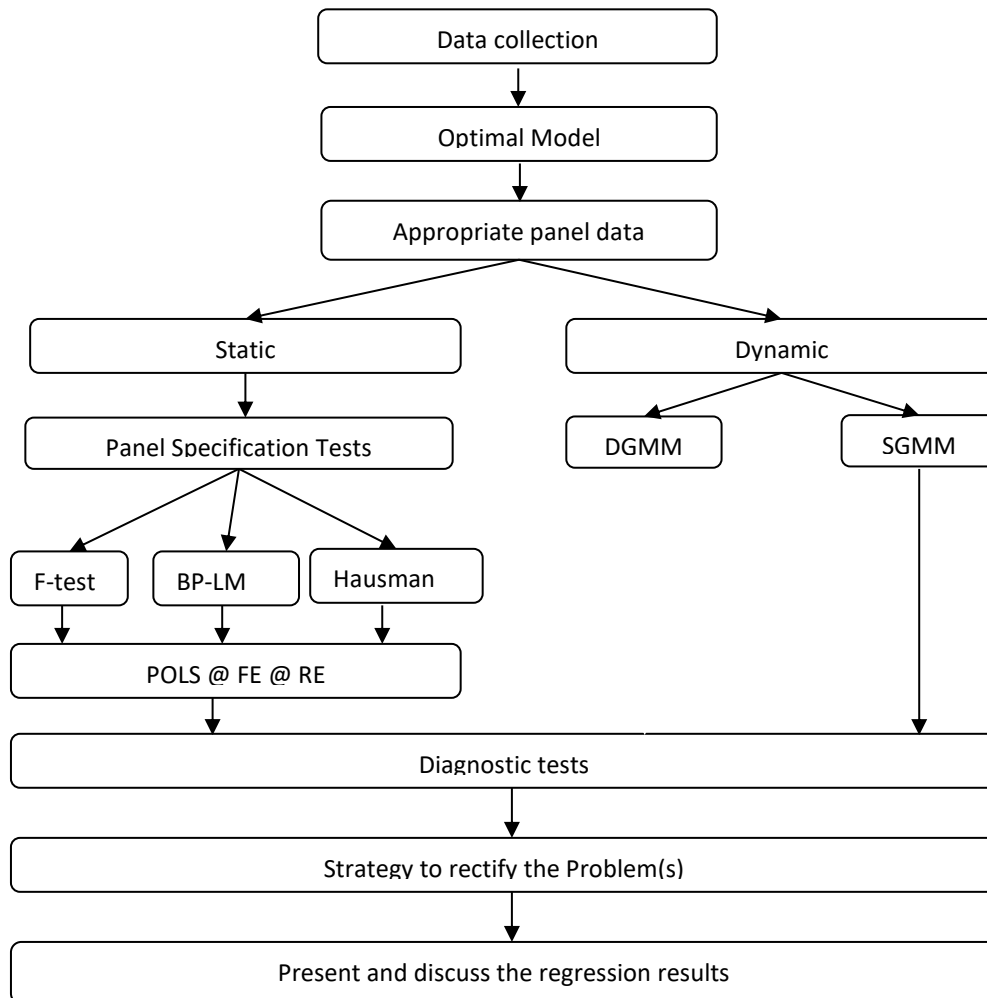 Data collection
Optimal Model
Appropriate panel data
Static
Dynamic
Panel Specification Tests
DGMM
SGMM
F-test
BP-LM
Hausman
POLS @ FE @ RE
Diagnostic tests
Strategy to rectify the Problem(s)
Present and discuss the regression results